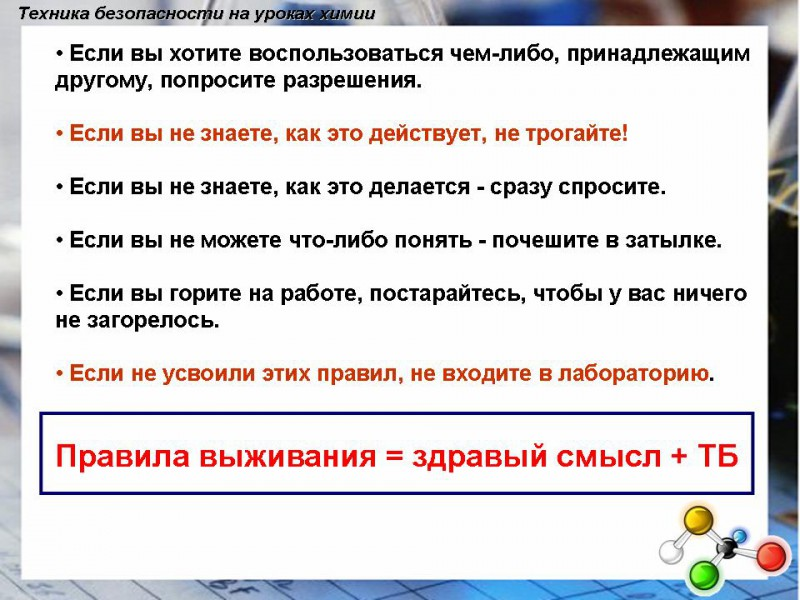 Техника безопасности на уроках химии
• Если вы хотите воспользоваться чем-либо, принадлежащим
другому, попросите разрешения.
• Если вы не знаете, как это действует, не трогайте!
• Если вы не знаете, как это делается - сразу спросите.
• Если вы не можете что-либо понять - почешите в затылке.
• Если вы горите на работе, постарайтесь, чтобы у вас ничего
не загорелось.
• Если не усвоили этих правил, не входите в лабораторию.
Правила выживания = здравый смысл + ТБ